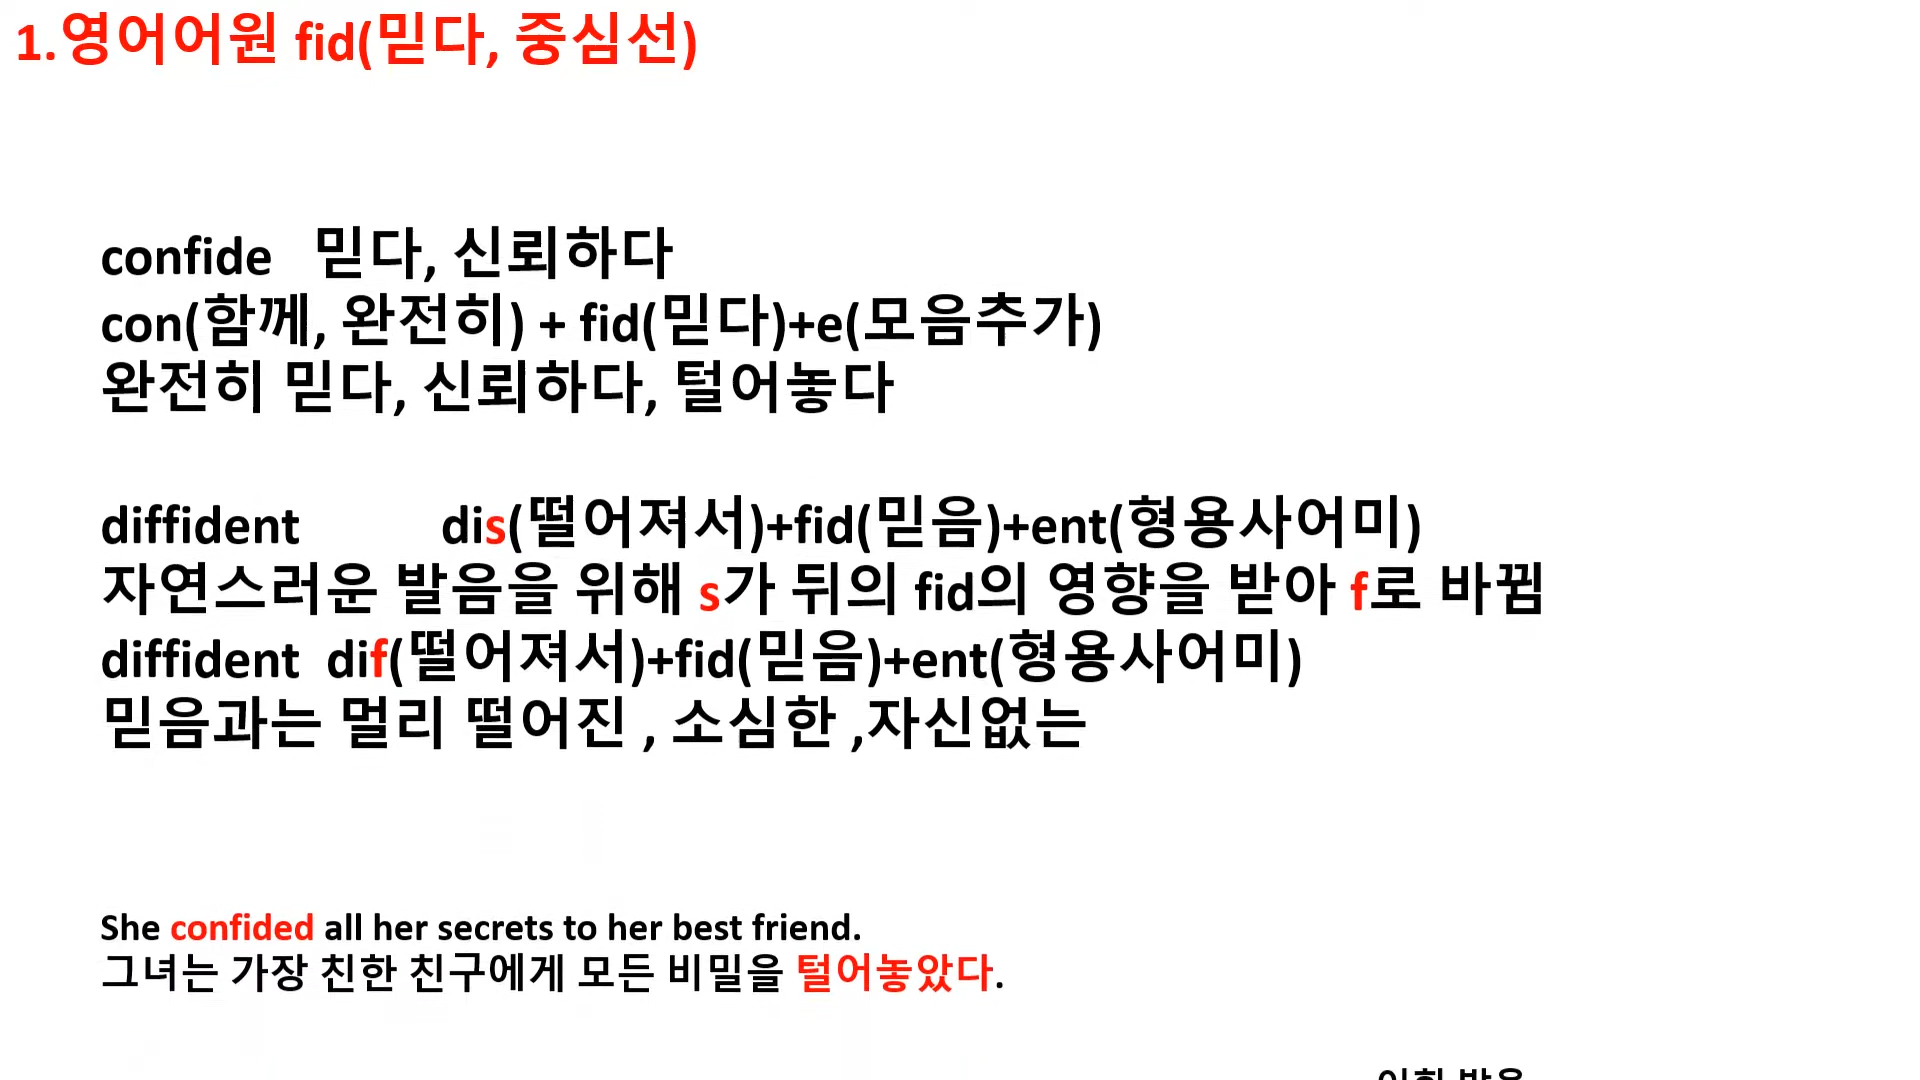 1.영어어원 fid(믿다, 중심선)
confide 믿다, 신뢰하다
con(함께, 완전히) + fid(믿다)+e(모음추가)
완전히 믿다, 신뢰하다, 털어놓다
diffident dis(떨어져서)+fid(믿음)+ent(형용사어미)
자연스러운 발음을 위해 s가 뒤의 fid의 영향을 받아 f로 바뀜
diffident dif(떨어져서)+fid(믿음)+ent(형용사어미)
믿음과는 멀리 떨어진 , 소심한 ,자신없는
She confided all her secrets to her best friend.
그녀는 가장 친한 친구에게 모든 비밀을 털어놓았다.